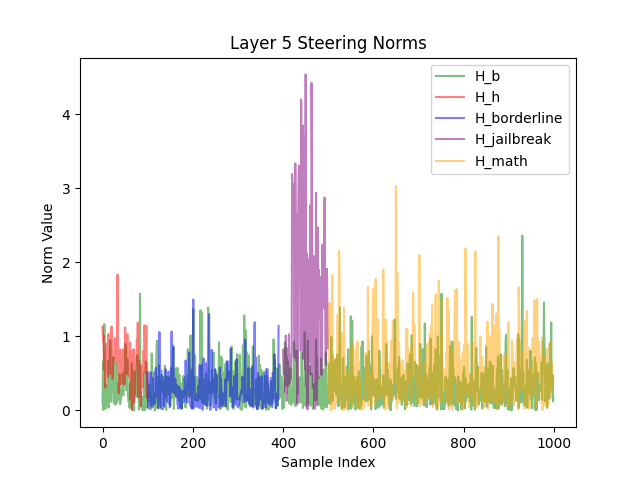 Layer 5 Steering Norms
H_b
H_h
H_borderline
H_jailbreak
H_math
Norm Value
4
3
2
1
0
0 200 400 600 800 1000
Sample Index